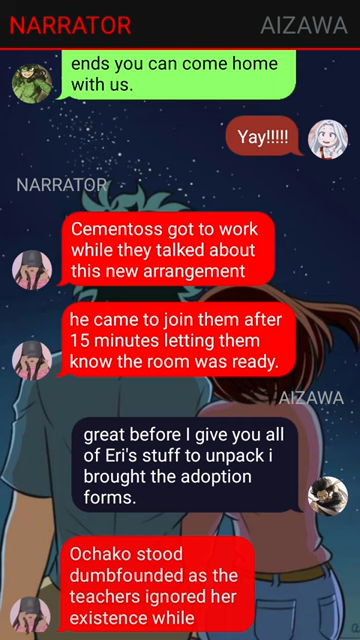 NARRATOR
AIZAWA
ends you can come home
with us.
Yay!!!!!
NARRATOR
Cementoss got to work
while they talked about
this new arrangement
he came to join them after
15 minutes letting them
know the room was ready.
AIZAWA
great before I give you all
of Eri's stuff to unpack i
brought the adoption
forms.
Ochako stood
dumbfounded as the
teachers ignored her
existence while